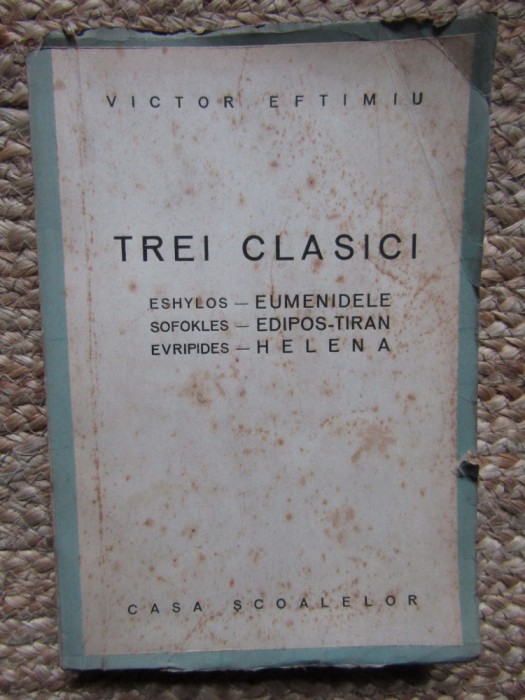 VICTOR EFTIMIU
TREI CLASICI
ESHYLOS — EUMENIDELE
SOFOKLES — EDIPOS-TIRAN
EVRIPIDES — HELENA
CASA ȘCOALELOR